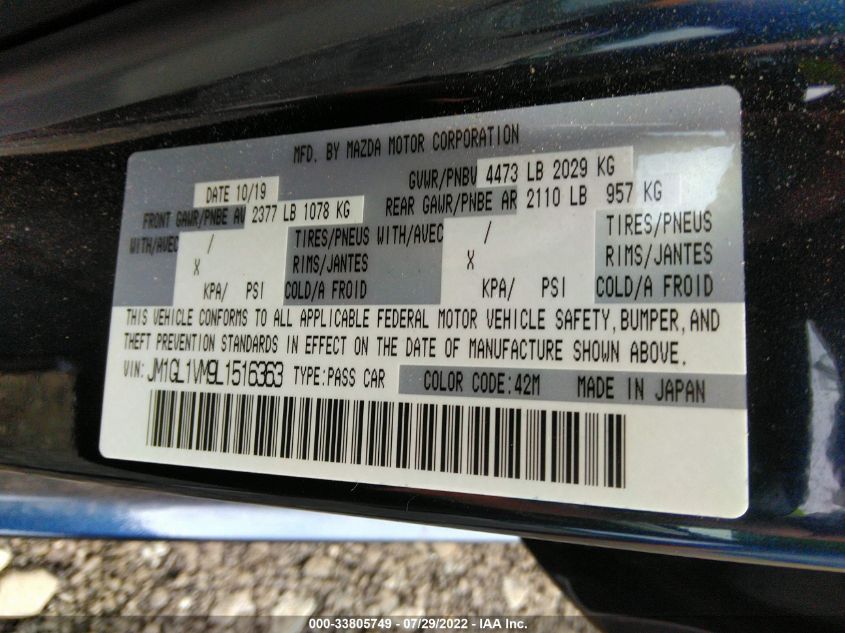 MFD. BY MAZDA MOTOR CORPORATION
DATE 10/19 GVWR/PNBV 4473 LB 2029 KG
FRONT GAWR/PNBE AV 2377 LB 1078 KG REAR GAWR/PNBE AR 2110 LB 957 KG
WITH/AVEC / TIRES/PNEUS WITH/AVEC / TIRES/PNEUS
X RIMS/JANTES X RIMS/JANTES
KPA/ PSI COLD/A FROID KPA/ PSI COLD/A FROID
THIS VEHICLE CONFORMS TO ALL APPLICABLE FEDERAL MOTOR VEHICLE SAFETY, BUMPER, AND
THEFT PREVENTION STANDARDS IN EFFECT ON THE DATE OF MANUFACTURE SHOWN ABOVE.
VIN: JM1GL1VM9L1516363 TYPE:PASS CAR COLOR CODE:42M MADE IN JAPAN
000-33805749 - 07/29/2022 - IAA Inc.